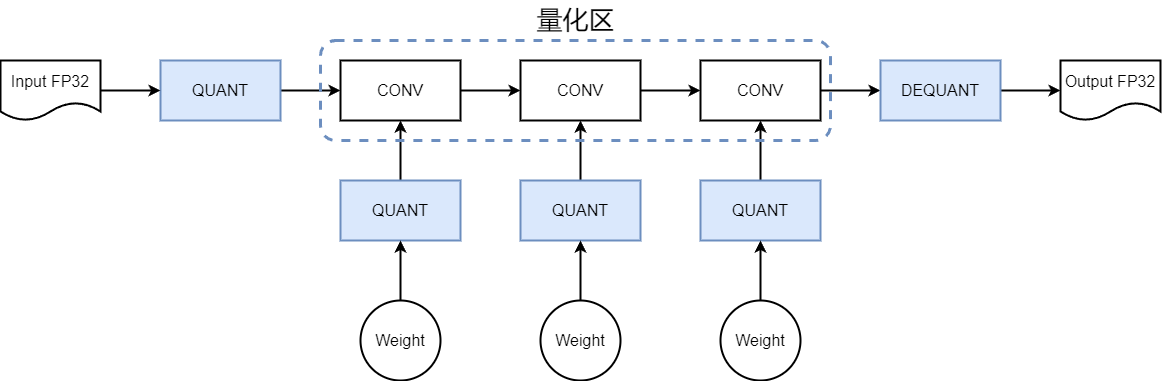 量化区
Input FP32
QUANT
CONV
CONV
CONV
DEQUANT
Output FP32
QUANT
QUANT
QUANT
Weight
Weight
Weight